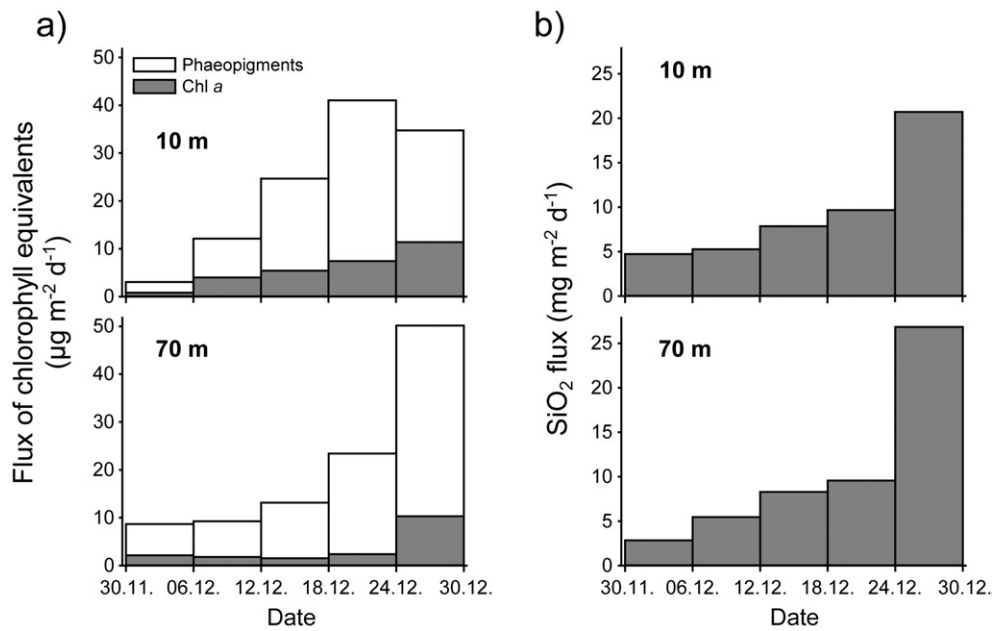 a)
Flux of chlorophyll equivalents
(µg m⁻² d⁻¹)
50
40
30
20
10
0
Phaeopigments
Chl a
10 m
50
40
30
20
10
0
70 m
30.11. 06.12. 12.12. 18.12. 24.12. 30.12.
Date
b)
SiO₂ flux (mg m⁻² d⁻¹)
25
20
15
10
5
0
10 m
25
20
15
10
5
0
70 m
30.11. 06.12. 12.12. 18.12. 24.12. 30.12.
Date